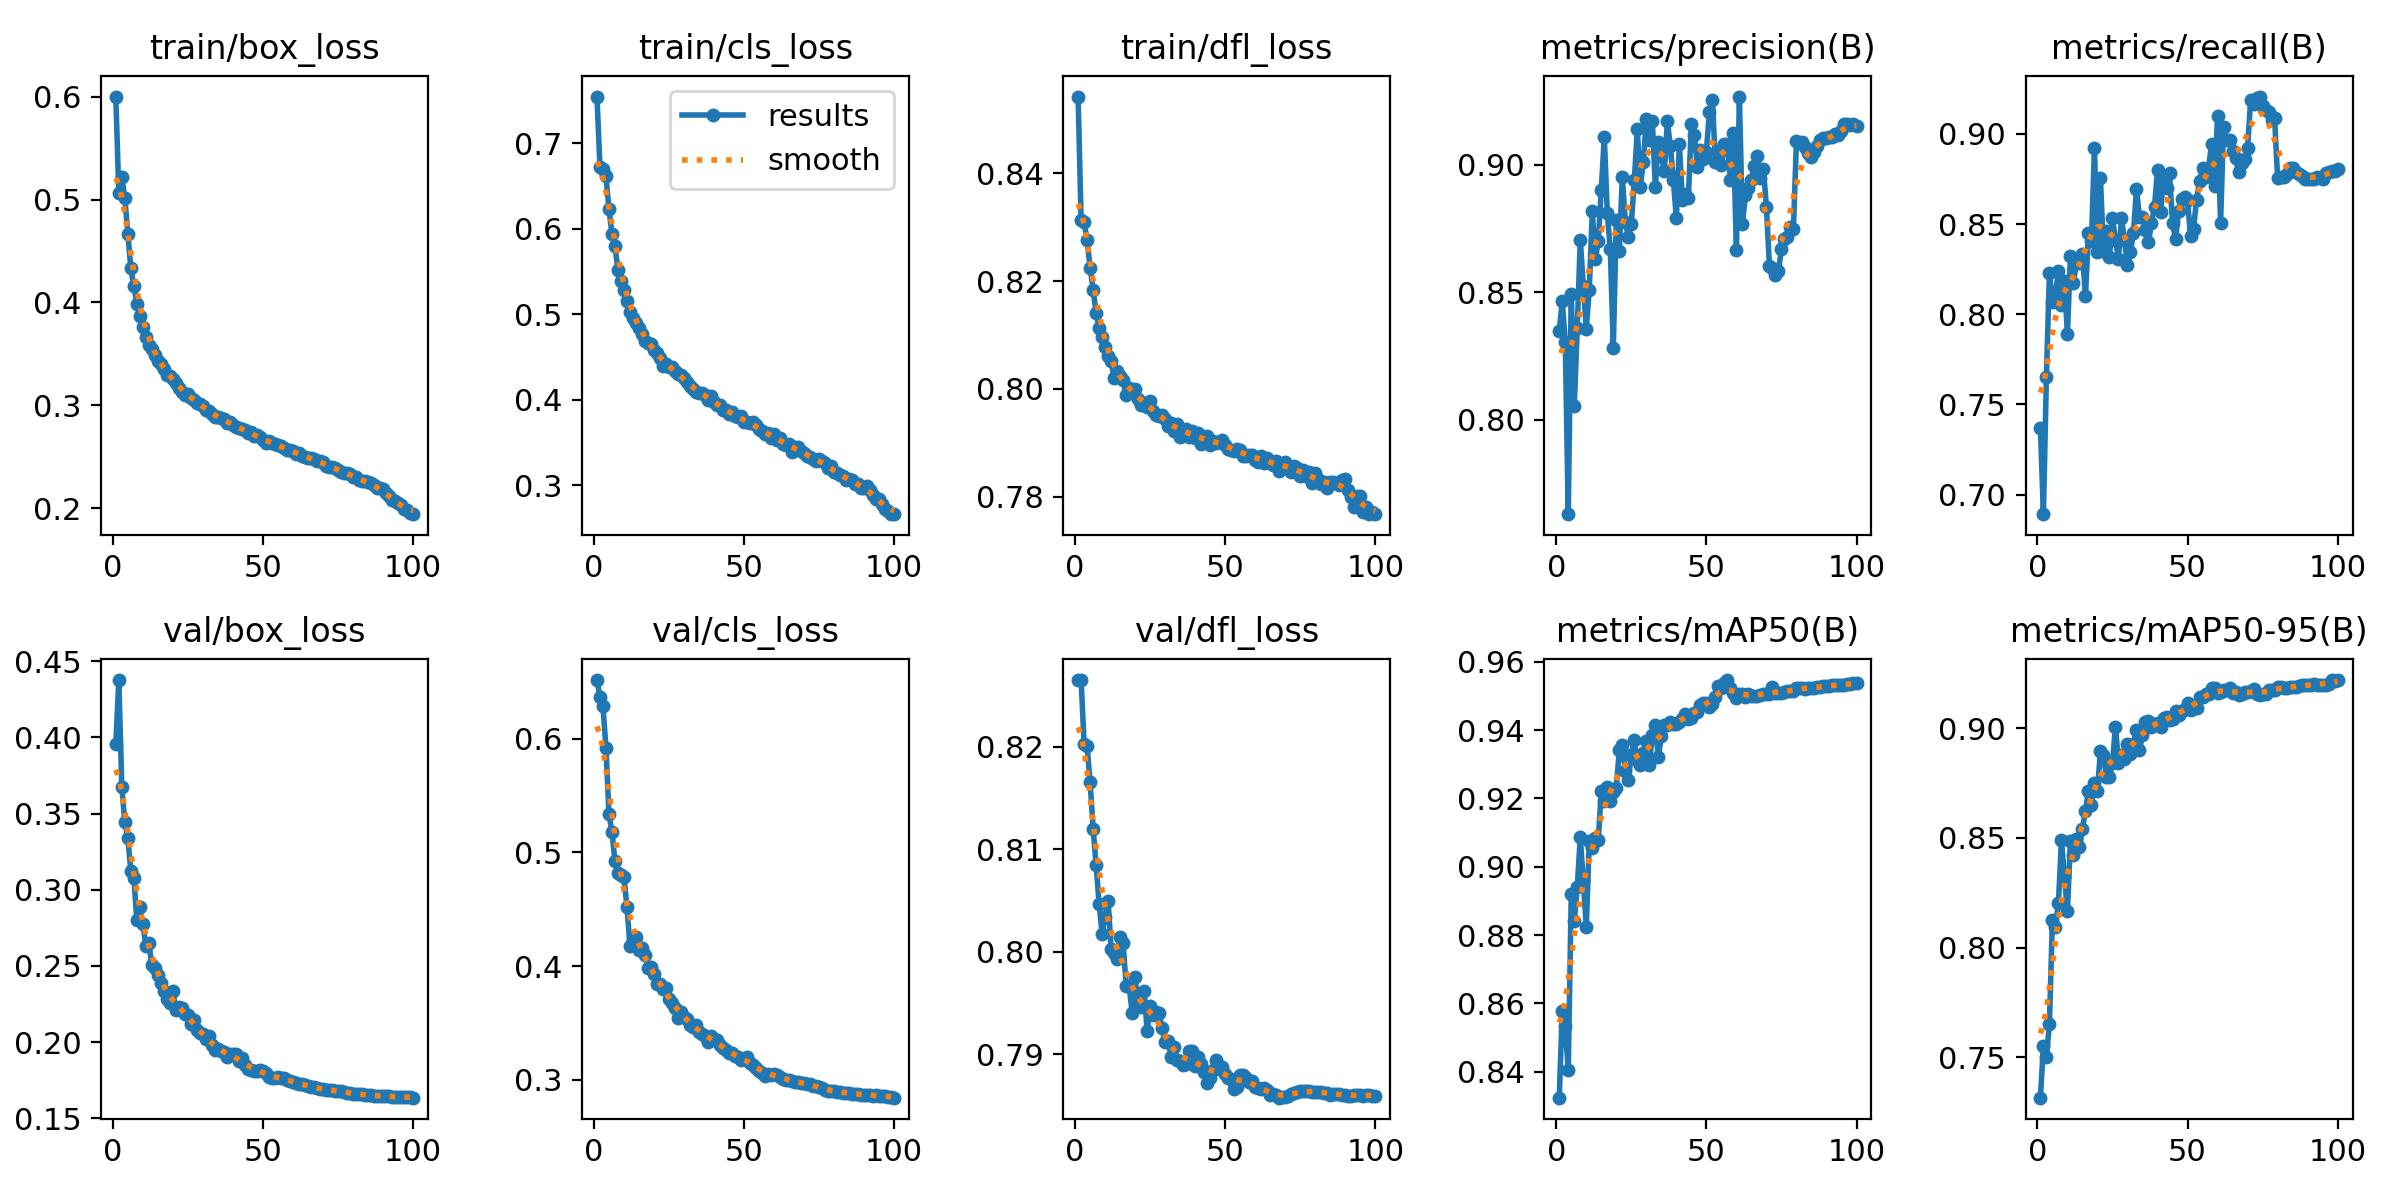 train/box_loss
0.6
0.5
0.4
0.3
0.2
0 50 100
train/cls_loss
results
smooth
0.7
0.6
0.5
0.4
0.3
0 50 100
train/dfl_loss
0.84
0.82
0.80
0.78
0 50 100
metrics/precision(B)
0.90
0.85
0.80
0 50 100
metrics/recall(B)
0.90
0.85
0.80
0.75
0.70
0 50 100
val/box_loss
0.45
0.40
0.35
0.30
0.25
0.20
0.15
0 50 100
val/cls_loss
0.6
0.5
0.4
0.3
0 50 100
val/dfl_loss
0.82
0.81
0.80
0.79
0 50 100
metrics/mAP50(B)
0.96
0.94
0.92
0.90
0.88
0.86
0.84
0 50 100
metrics/mAP50-95(B)
0.90
0.85
0.80
0.75
0 50 100